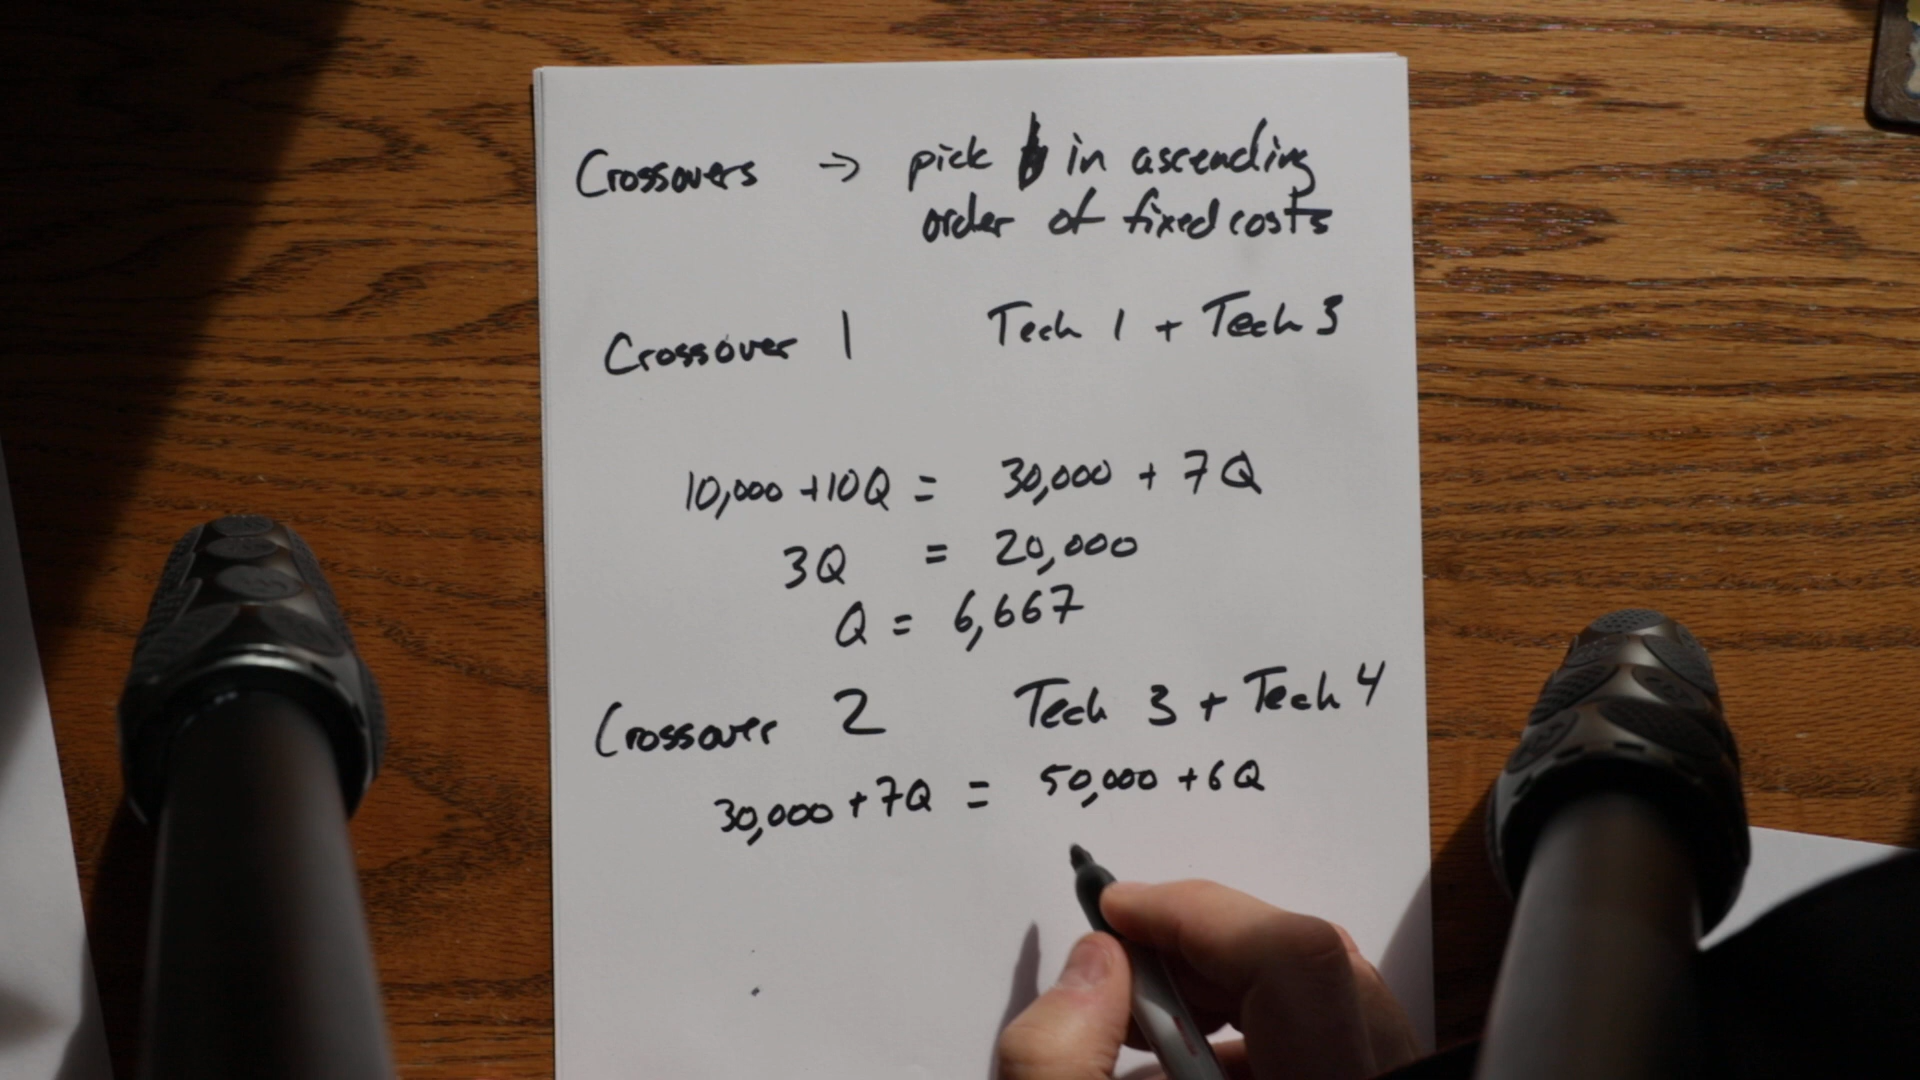 Crossovers → pick in ascending
order of fixed costs
Crossover 1 Tech 1 + Tech 3
10,000 +10Q = 30,000 + 7Q
3Q = 20,000
Q = 6,667
Crossover 2 Tech 3 + Tech 4
30,000 + 7Q = 50,000 + 6Q